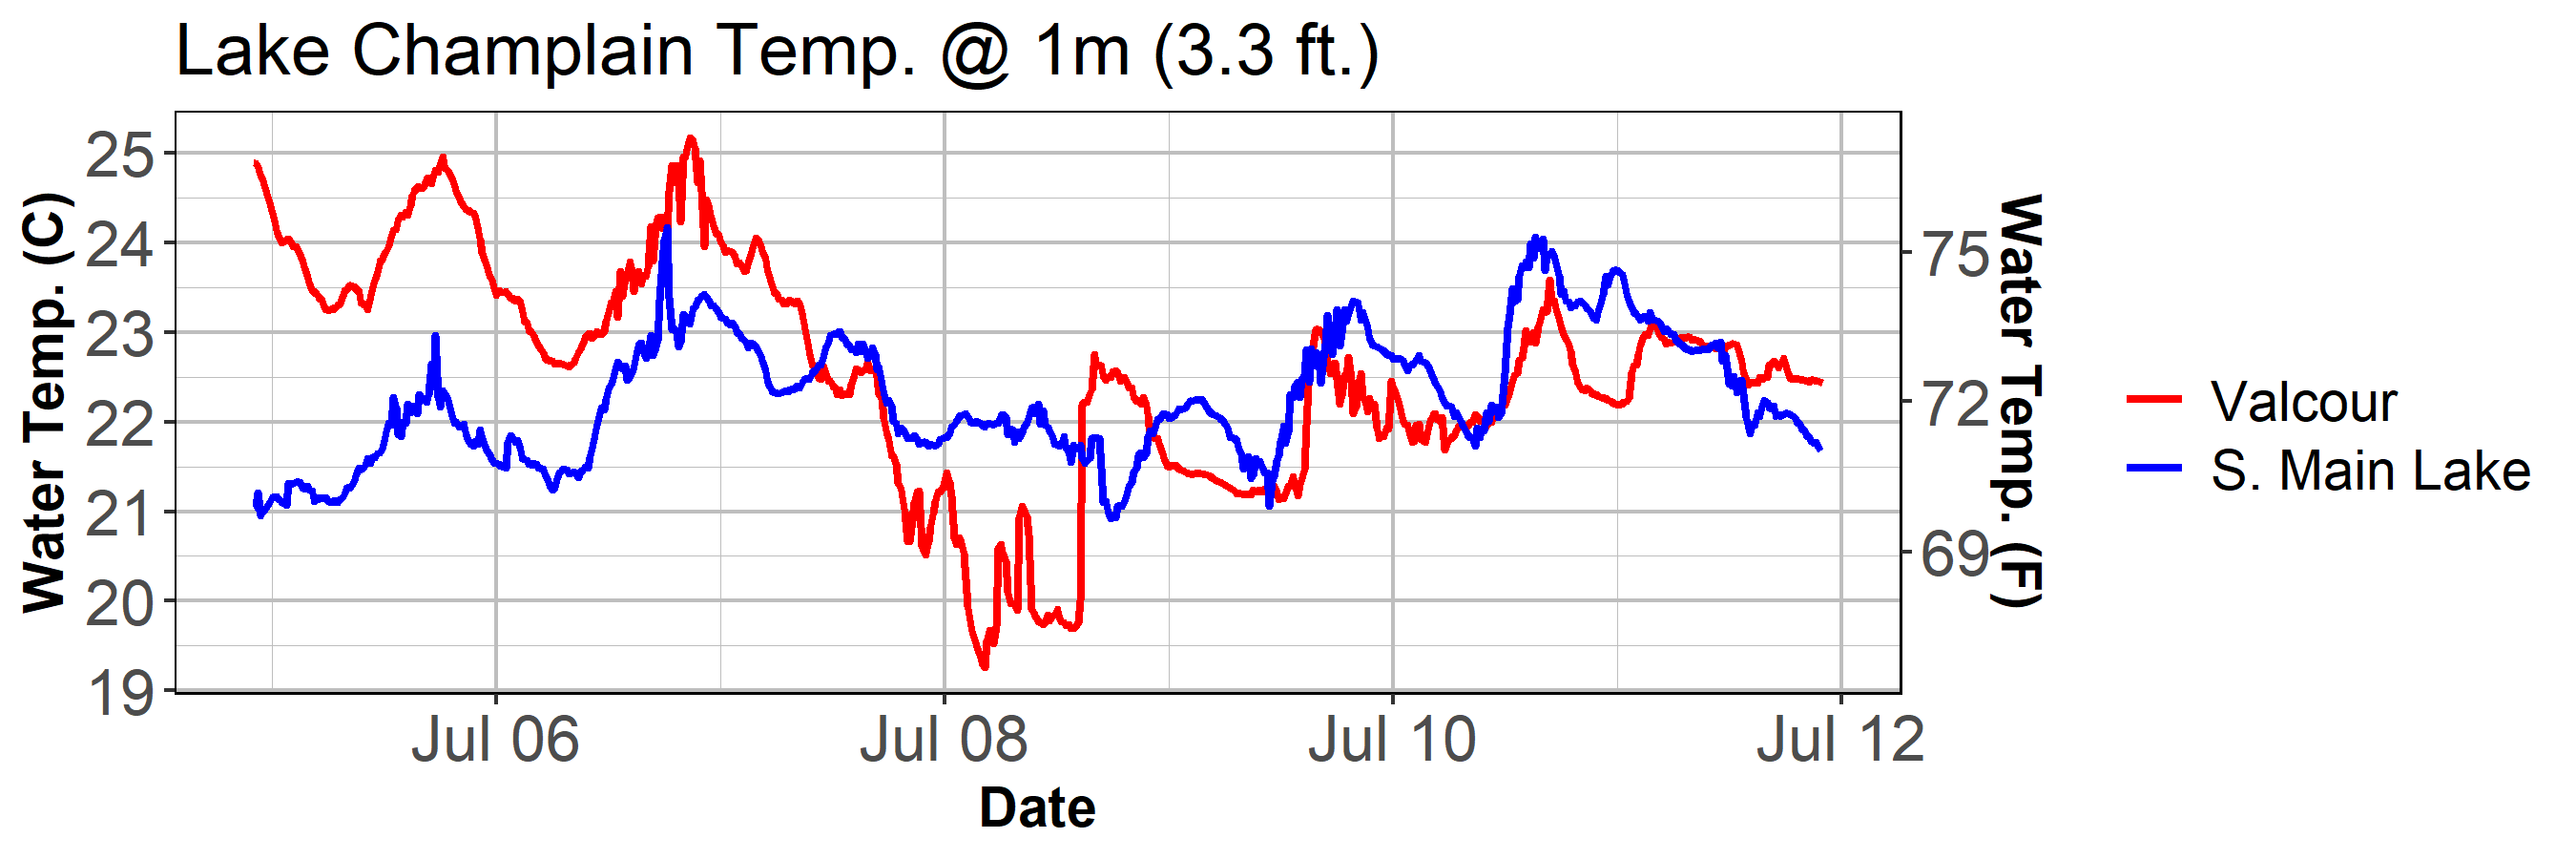 Lake Champlain Temp. @ 1m (3.3 ft.)
Water Temp. (C)
25
24
23
22
21
20
19
Jul 06
Jul 08
Jul 10
Jul 12
Date
75
72
69
Water Temp. (F)
Valcour
S. Main Lake